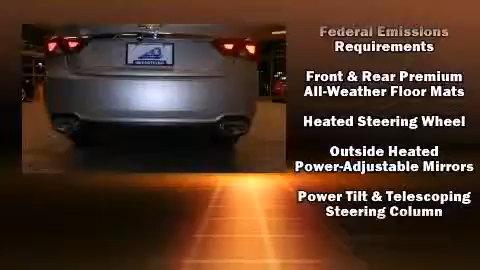 Federal Emissions
Requirements
Front & Rear Premium
All-Weather Floor Mats
Heated Steering Wheel
Outside Heated
Power-Adjustable Mirrors
Power Tilt & Telescoping
Steering Column